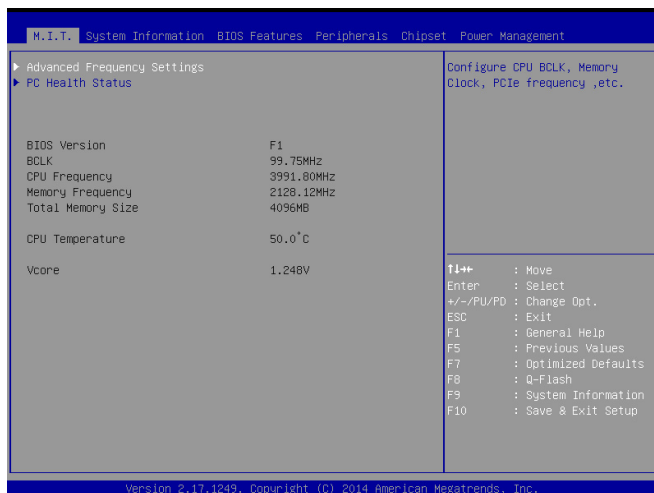 M.I.T. System Information BIOS Features Peripherals Chipset Power Management
Advanced Frequency Settings
PC Health Status
BIOS Version F1
BCLK 99.75MHz
CPU Frequency 3991.80MHz
Memory Frequency 2128.12MHz
Total Memory Size 4096MB
CPU Temperature 50.0°C
Vcore 1.248V
Configure CPU BCLK, Memory
Clock, PCIe frequency ,etc.
↑↓→← : Move
Enter : Select
+/-/PU/PD : Change Opt.
ESC : Exit
F1 : General Help
F5 : Previous Values
F7 : Optimized Defaults
F8 : Q-Flash
F9 : System Information
F10 : Save & Exit Setup
Version 2.17.1249. Copyright (C) 2014 American Megatrends, Inc.